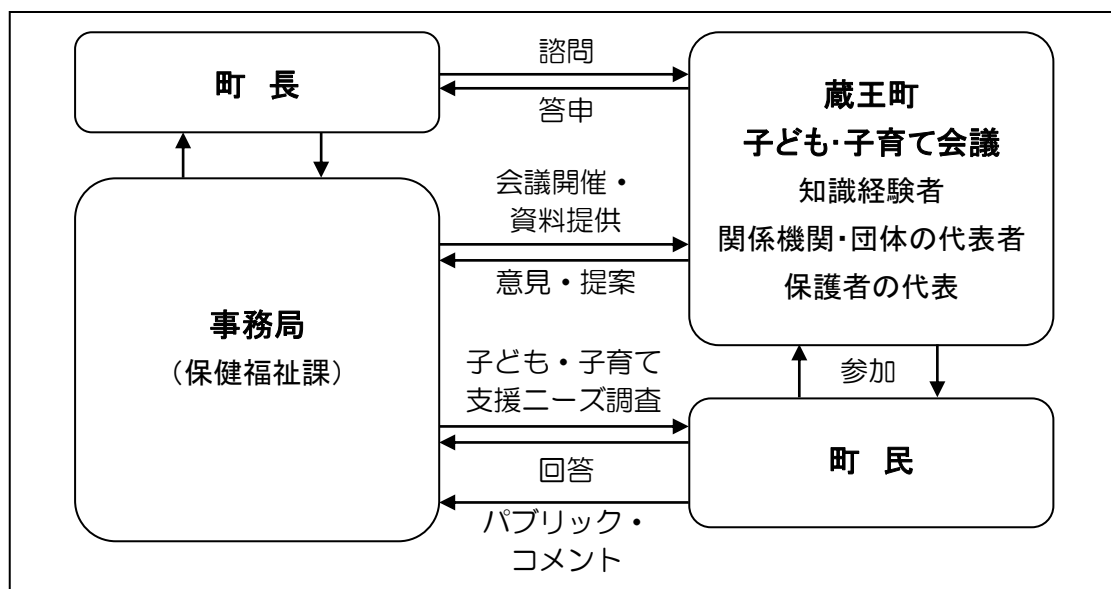 町 長
諮問
答申
蔵王町
子ども・子育て会議
知識経験者
関係機関・団体の代表者
保護者の代表
会議開催・
資料提供
意見・提案
事務局
（保健福祉課）
子ども・子育て
支援ニーズ調査
回答
パブリック・
コメント
参加
町 民